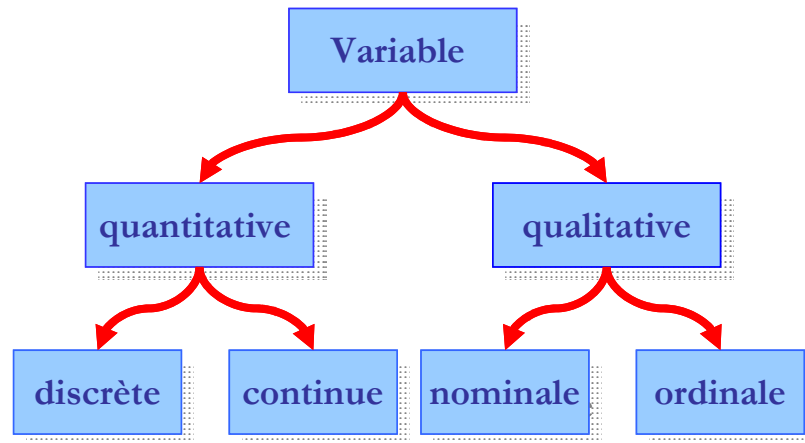 Variable
quantitative
qualitative
discrète
continue
nominale
ordinale